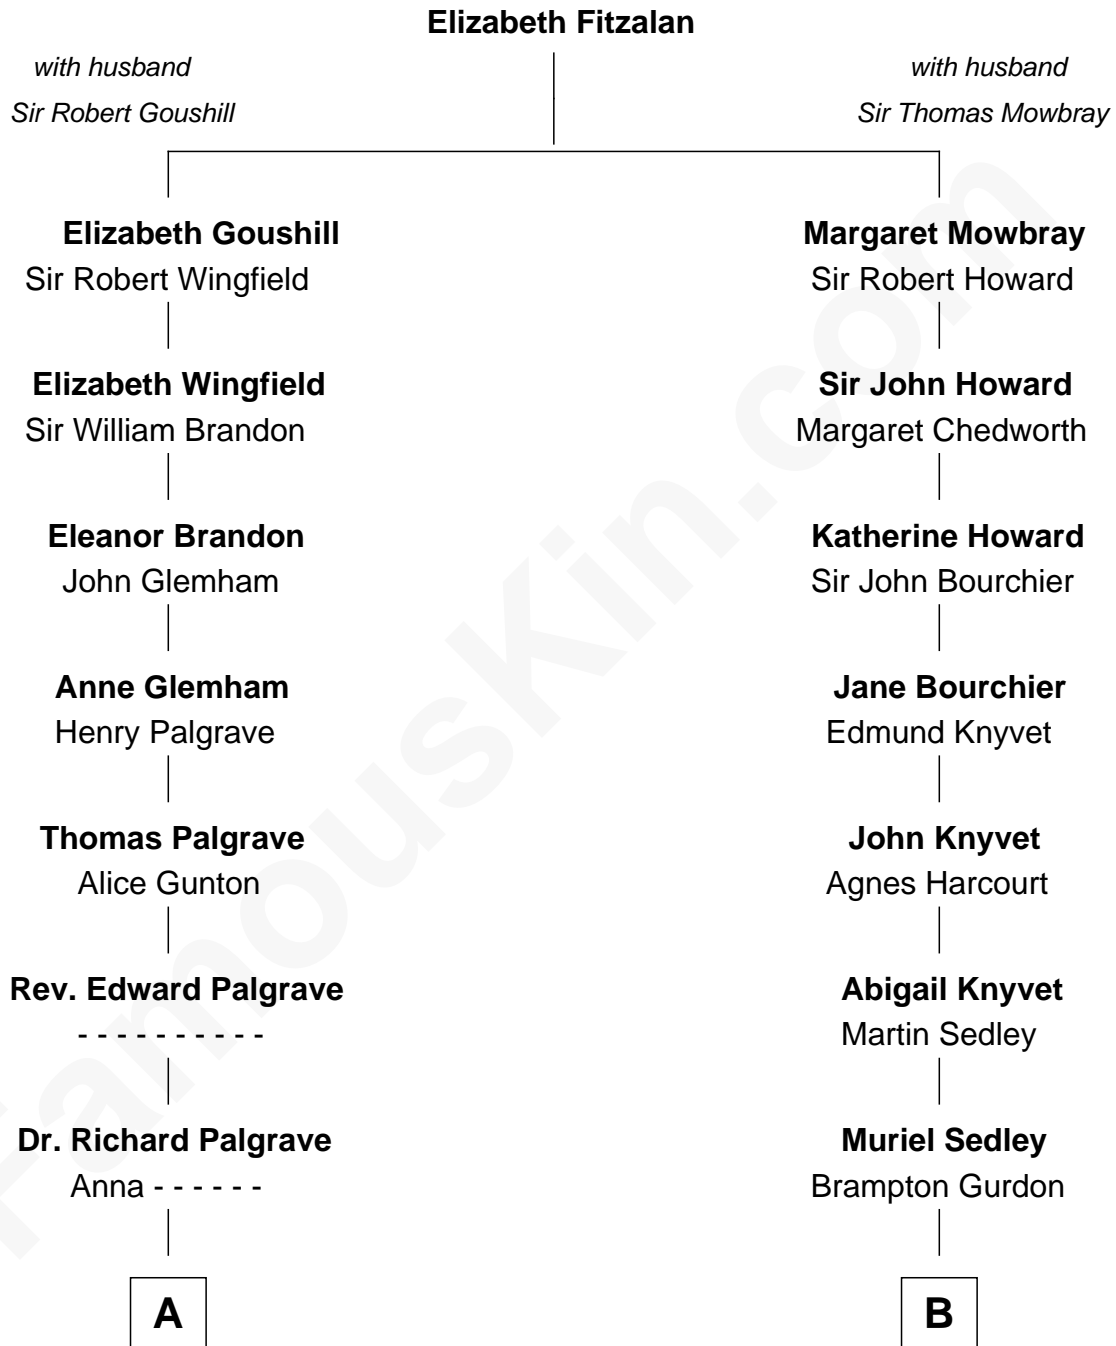 Elizabeth Fitzalan
with husband
Sir Robert Goushill
with husband
Sir Thomas Mowbray
Elizabeth Goushill
Sir Robert Wingfield
Margaret Mowbray
Sir Robert Howard
Elizabeth Wingfield
Sir William Brandon
Sir John Howard
Margaret Chedworth
Eleanor Brandon
John Glemham
Katherine Howard
Sir John Bourchier
Anne Glemham
Henry Palgrave
Jane Bourchier
Edmund Knyvet
Thomas Palgrave
Alice Gunton
John Knyvet
Agnes Harcourt
Rev. Edward Palgrave
- - - - - - - - - -
Abigail Knyvet
Martin Sedley
Dr. Richard Palgrave
Anna - - - - - -
Muriel Sedley
Brampton Gurdon
A
B
FamousKin.com